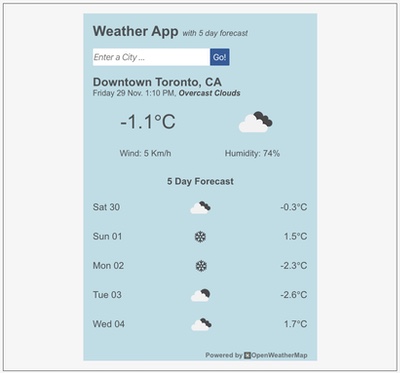 Weather App with 5 day forecast
Enter a City ... Go!
Downtown Toronto, CA
Friday 29 Nov. 1:10 PM, Overcast Clouds
-1.1°C
Wind: 5 Km/h Humidity: 74%
5 Day Forecast
Sat 30 -0.3°C
Sun 01 1.5°C
Mon 02 -2.3°C
Tue 03 -2.6°C
Wed 04 1.7°C
Powered by OpenWeatherMap